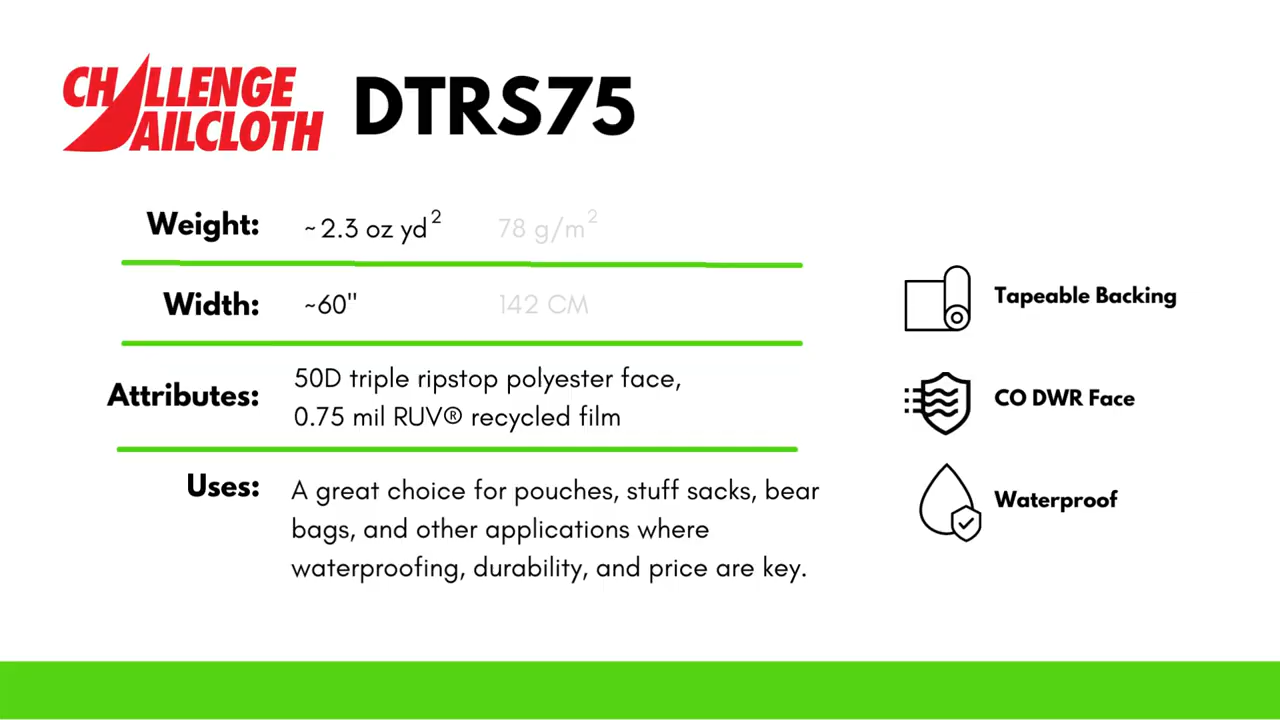 CHALLENGE
SAILCLOTH
DTRS75
Weight: ~2.3 oz yd² 78 g/m²
Width: ~60" 142 CM
Attributes: 50D triple ripstop polyester face,
0.75 mil RUV® recycled film
Uses: A great choice for pouches, stuff sacks, bear
bags, and other applications where
waterproofing, durability, and price are key.
Tapeable Backing
CO DWR Face
Waterproof